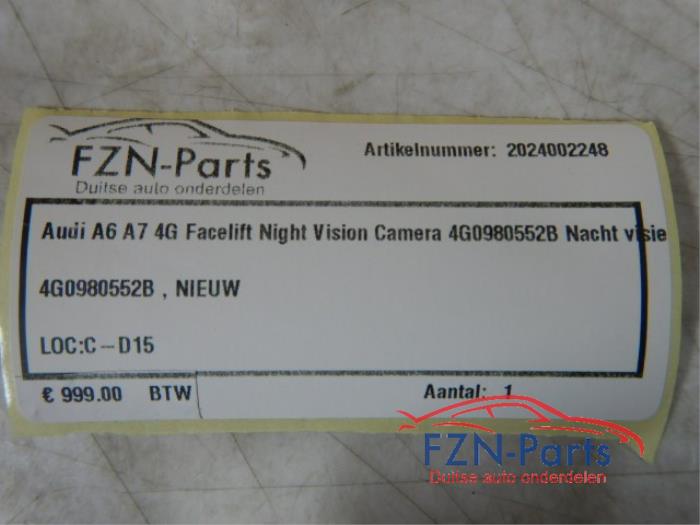 FZN-Parts
Duitse auto onderdelen
Artikelnummer: 2024002248
Audi A6 A7 4G Facelift Night Vision Camera 4G0980552B Nacht visie
4G0980552B , NIEUW
LOC:C-D15
€ 999.00 BTW
Aantal: 1
FZN-Parts
Duitse auto onderdelen